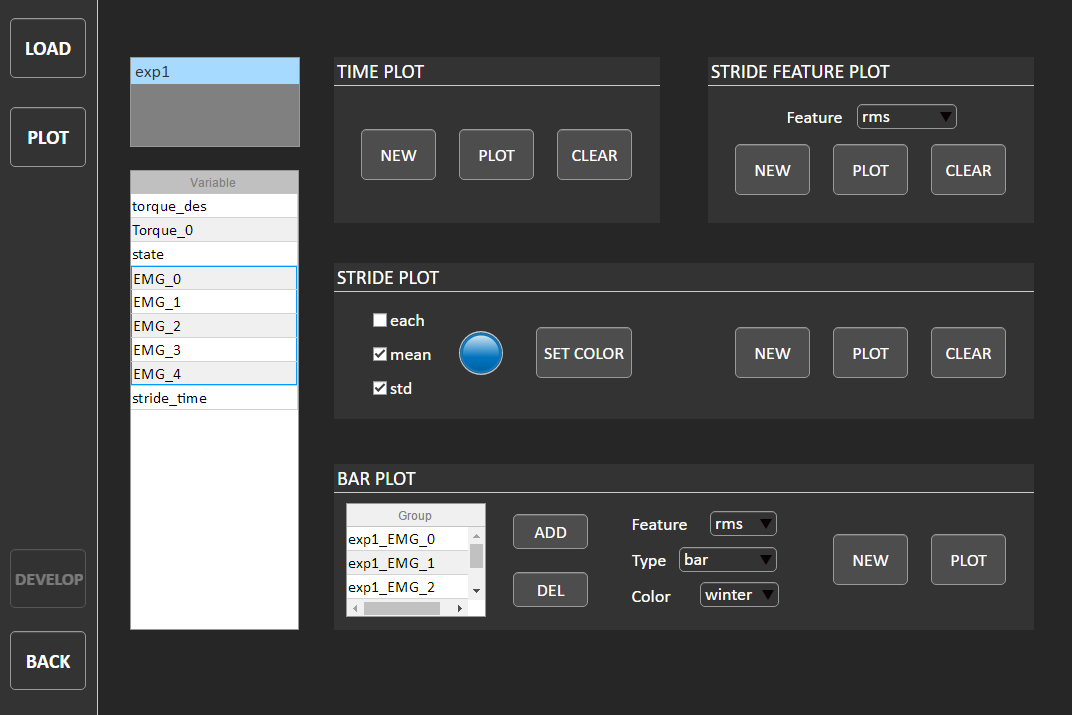 LOAD
PLOT
DEVELOP
BACK
exp1
Variable
torque_des
Torque_0
state
EMG_0
EMG_1
EMG_2
EMG_3
EMG_4
stride_time
TIME PLOT
NEW PLOT CLEAR
STRIDE FEATURE PLOT
Feature rms
NEW PLOT CLEAR
STRIDE PLOT
each
mean
std
SET COLOR
NEW PLOT CLEAR
BAR PLOT
Group
exp1_EMG_0
exp1_EMG_1
exp1_EMG_2
ADD
DEL
Feature rms
Type bar
Color winter
NEW PLOT